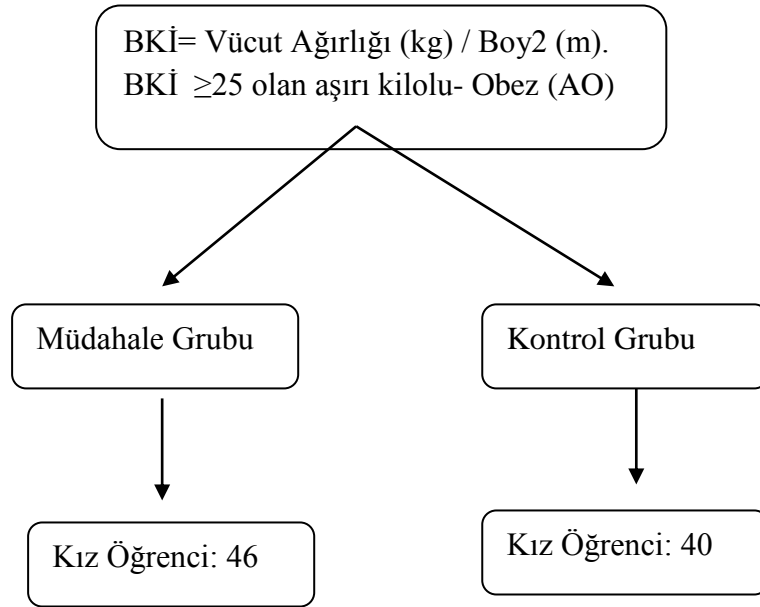 BKİ= Vücut Ağırlığı (kg) / Boy2 (m).
BKİ ≥25 olan aşırı kilolu- Obez (AO)
Müdahale Grubu
Kontrol Grubu
Kız Öğrenci: 46
Kız Öğrenci: 40